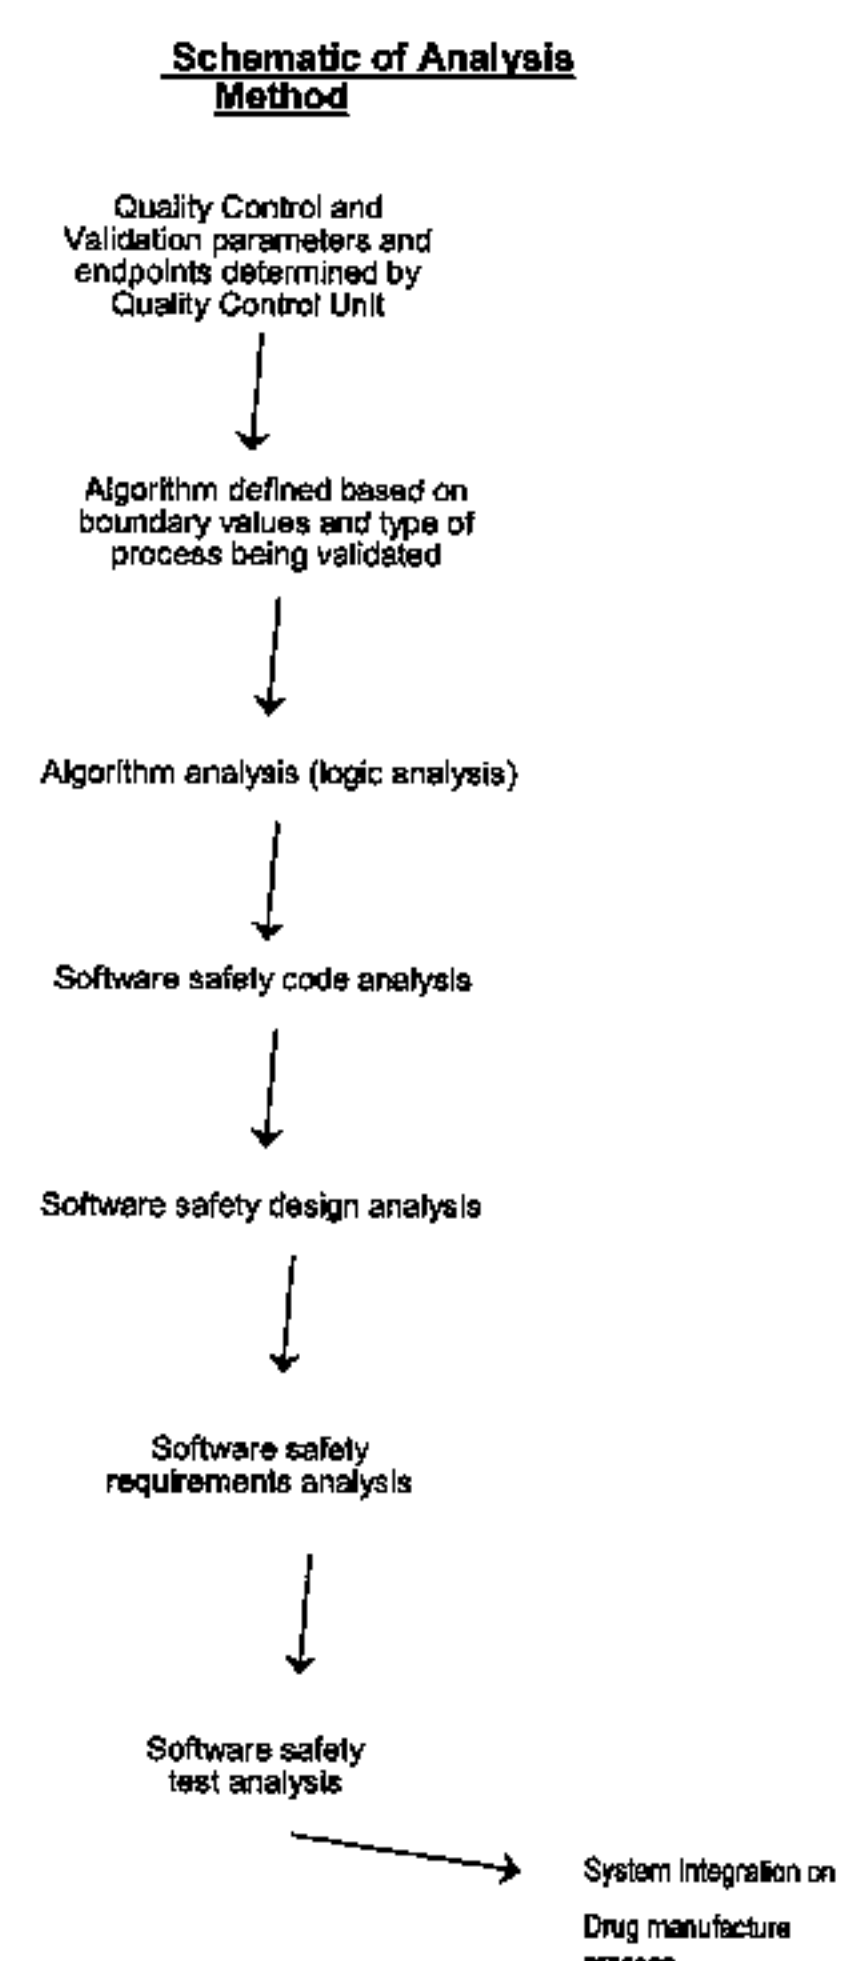 Schematic of Analysis
Method
Quality Control and
Validation parameters and
endpoints determined by
Quality Control Unit
Algorithm defined based on
boundary values and type of
process being validated
Algorithm analysis (logic analysis)
Software safety code analysis
Software safety design analysis
Software safety
requirements analysis
Software safety
test analysis
System Integration on
Drug manufacture